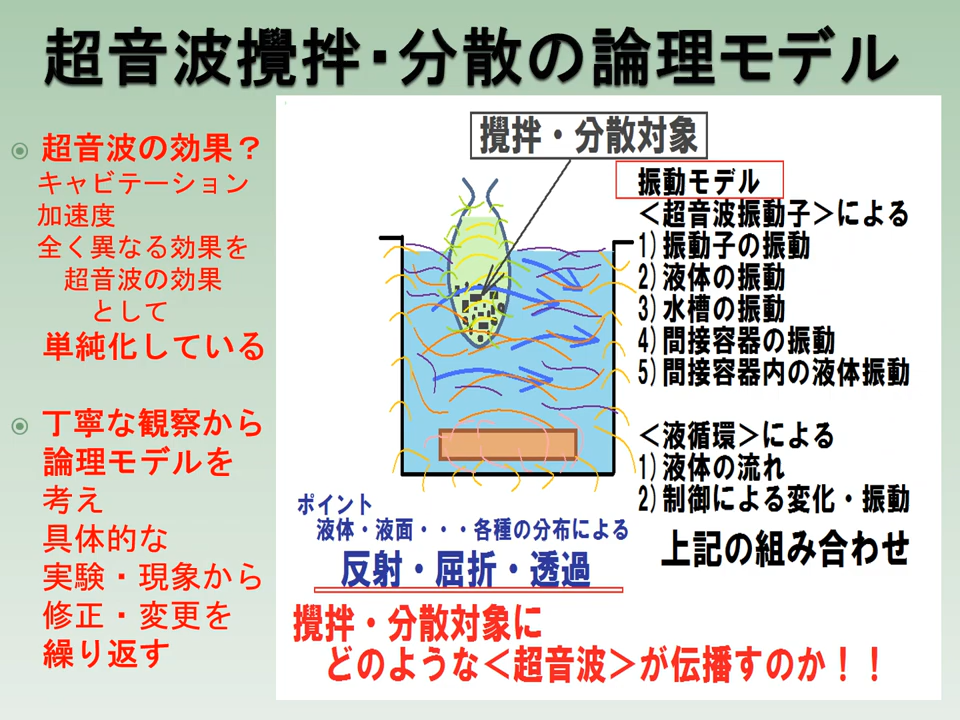 超音波攪拌・分散の論理モデル
超音波の効果？
キャビテーション
加速度
全く異なる効果を
超音波の効果
として
単純化している
丁寧な観察から
論理モデルを
考え
具体的な
実験・現象から
修正・変更を
繰り返す
攪拌・分散対象
振動モデル
＜超音波振動子＞による
1）振動子の振動
2）液体の振動
3）水槽の振動
4）間接容器の振動
5）間接容器内の液体振動
＜液循環＞による
1）液体の流れ
2）制御による変化・振動
上記の組み合わせ
ポイント
液体・液面・・・各種の分布による
反射・屈折・透過
攪拌・分散対象に
どのような＜超音波＞が伝播するのか！！